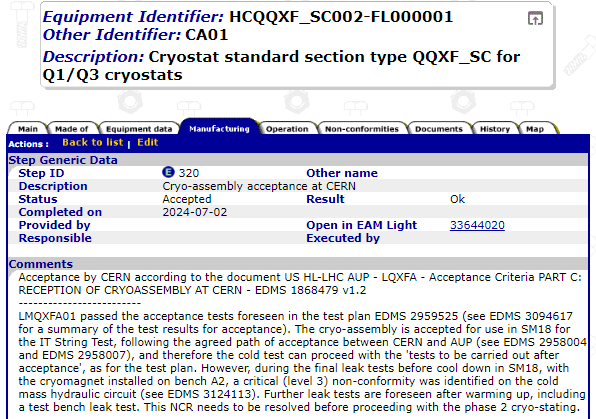 Equipment Identifier: HCQQXF_SC002-FL000001
Other Identifier: CA01
Description: Cryostat standard section type QQXF_SC for
Q1/Q3 cryostats
Main Made of Equipment data Manufacturing Operation Non-conformities Documents History Map
Actions : Back to list | Edit
Step Generic Data
Step ID E 320 Other name
Description Cryo-assembly acceptance at CERN
Status Accepted Result Ok
Completed on 2024-07-02
Provided by Open in EAM Light 33644020
Responsible Executed by
Comments
Acceptance by CERN according to the document US HL-LHC AUP - LQXFA - Acceptance Criteria PART C:
RECEPTION OF CRYOASSEMBLY AT CERN - EDMS 1868479 v1.2
-------------------------
LMQXFA01 passed the acceptance tests foreseen in the test plan EDMS 2959525 (see EDMS 3094617
for a summary of the test results for acceptance). The cryo-assembly is accepted for use in SM18 for
the IT String Test, following the agreed path of acceptance between CERN and AUP (see EDMS 2958004
and EDMS 2958007), and therefore the cold test can proceed with the 'tests to be carried out after
acceptance', as for the test plan. However, during the final leak tests before cool down in SM18, with
the cryomagnet installed on bench A2, a critical (level 3) non-conformity was identified on the cold
mass hydraulic circuit (see EDMS 3124113). Further leak tests are foreseen after warming up, including
a test bench leak test. This NCR needs to be resolved before proceeding with the phase 2 cryo-stating.